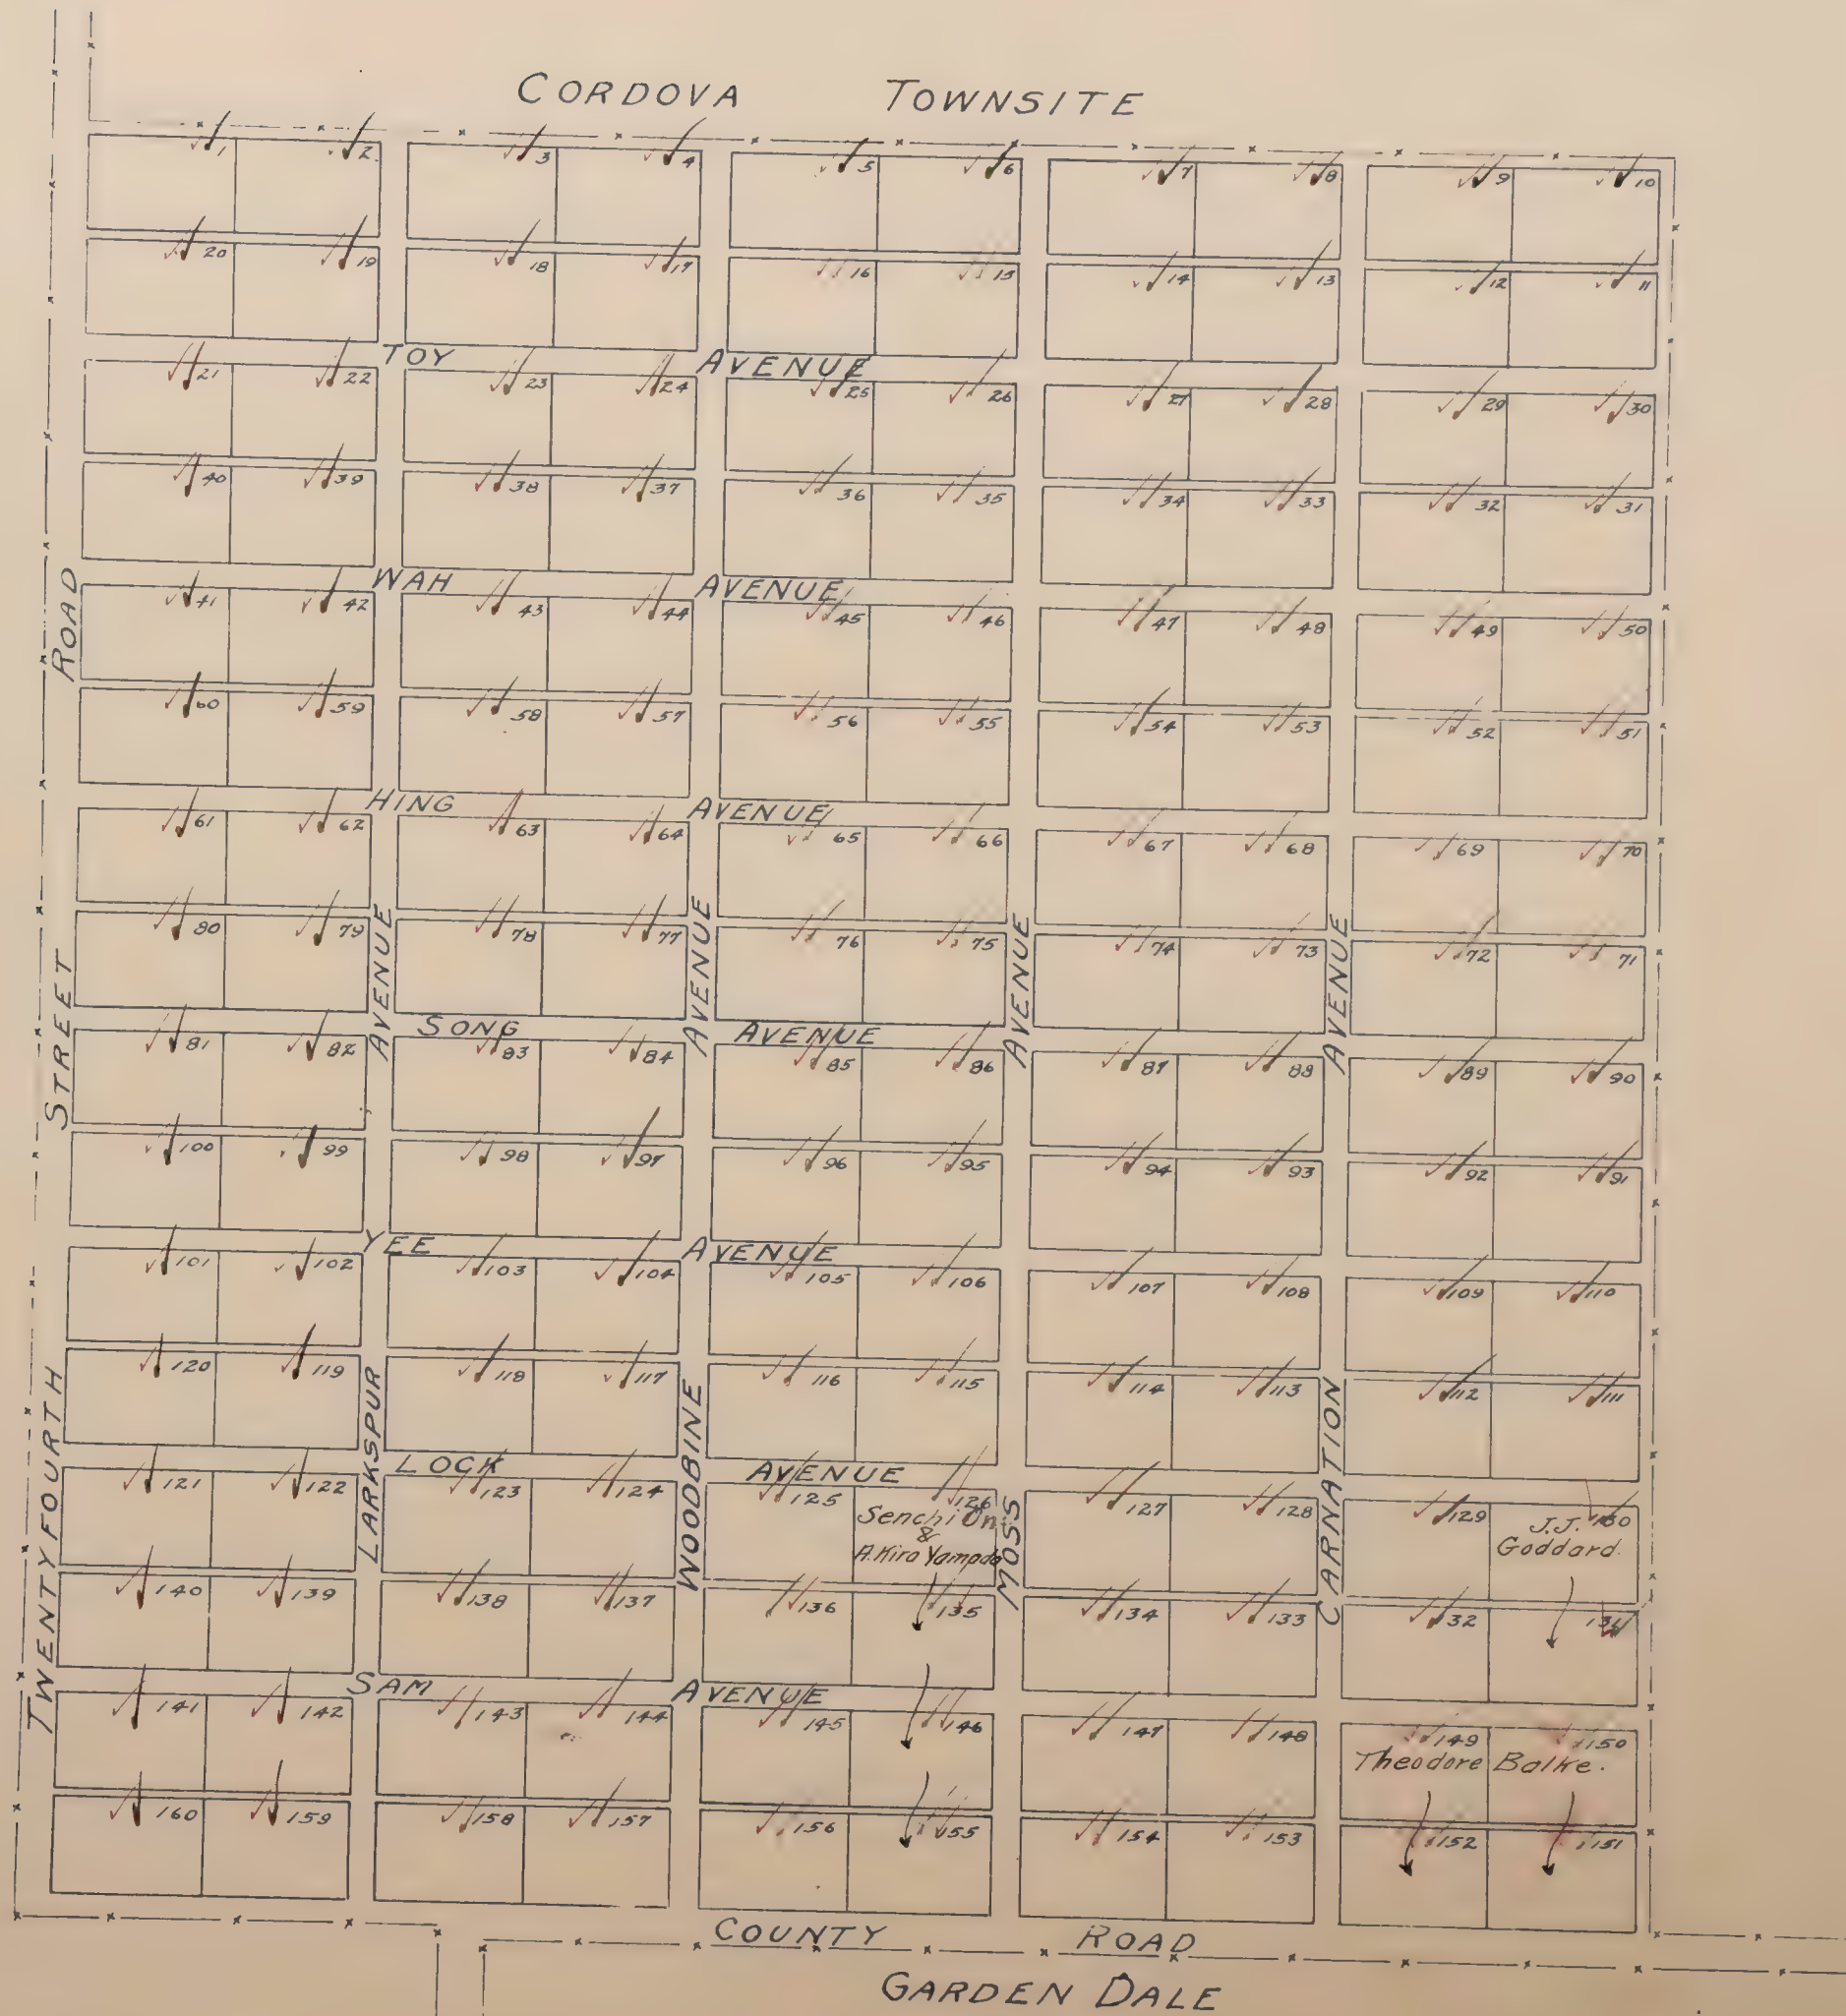 CORDOVA TOWNSITE
1 2 3 4 5 6 7 8 9 10
20 19 18 17 16 15 14 13 12 11
TOY AVENUE
21 22 23 24 25 26 27 28 29 30
40 39 38 37 36 35 34 33 32 31
WAH AVENUE
41 42 43 44 45 46 47 48 49 50
60 59 58 57 56 55 54 53 52 51
HING AVENUE
61 62 63 64 65 66 67 68 69 70
80 79 78 77 76 75 74 73 72 71
SONG AVENUE
81 82 83 84 85 86 87 88 89 90
100 99 98 97 96 95 94 93 92 91
YEE AVENUE
101 102 103 104 105 106 107 108 109 110
120 119 118 117 116 115 114 113 112 111
LOCK AVENUE
121 122 123 124 125 126 127 128 129 130
Senchi
&
A. Kira Yamada
J.J.
Goddard.
140 139 138 137 136 135 134 133 132 131
SAM AVENUE
141 142 143 144 145 146 147 148 149 150
Theodore Balke.
160 159 158 157 156 155 154 153 152 151
TWENTYFOURTH STREET ROAD
LARKSPUR AVENUE
WOODBINE AVENUE
MOSS AVENUE
CARNATION AVENUE
COUNTY ROAD
GARDEN DALE